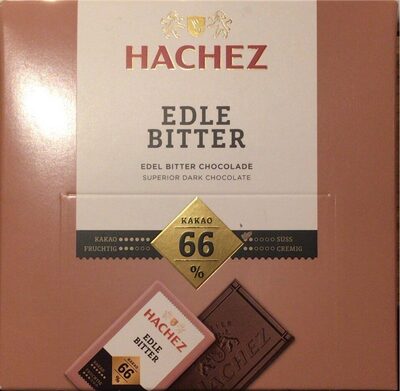 HACHEZ
EDLE
BITTER
EDEL BITTER CHOCOLADE
SUPERIOR DARK CHOCOLATE
KAKAO
66
%
KAKAO
FRUCHTIG
SÜSS
CREMIG
HACHEZ
EDLE
BITTER
KAKAO
66
%
HACHEZ